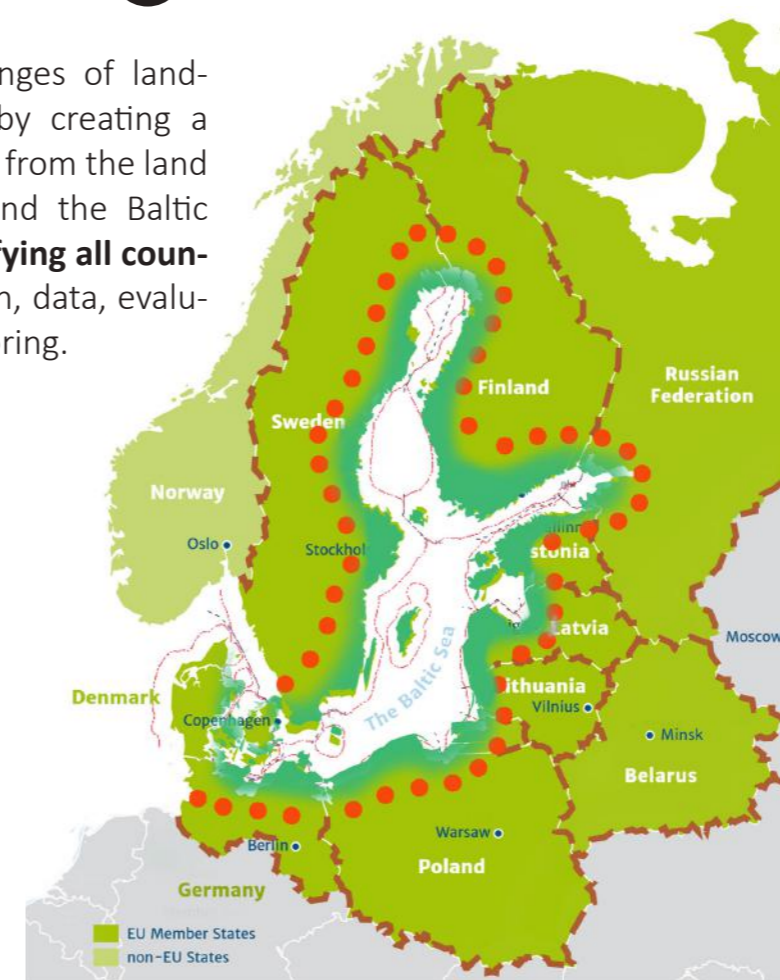 nges of land-
by creating a
from the land
nd the Baltic
fying all coun-
n, data, evalu-
ring.
Finland
Russian
Federation
Sweden
Norway
Oslo
Stockhol
stonia
Latvia
Moscow
The Baltic Sea
Denmark
ithuania
Vilnius
Copenhagen
Minsk
Belarus
Warsaw
Berlin
Poland
Germany
EU Member States
non-EU States